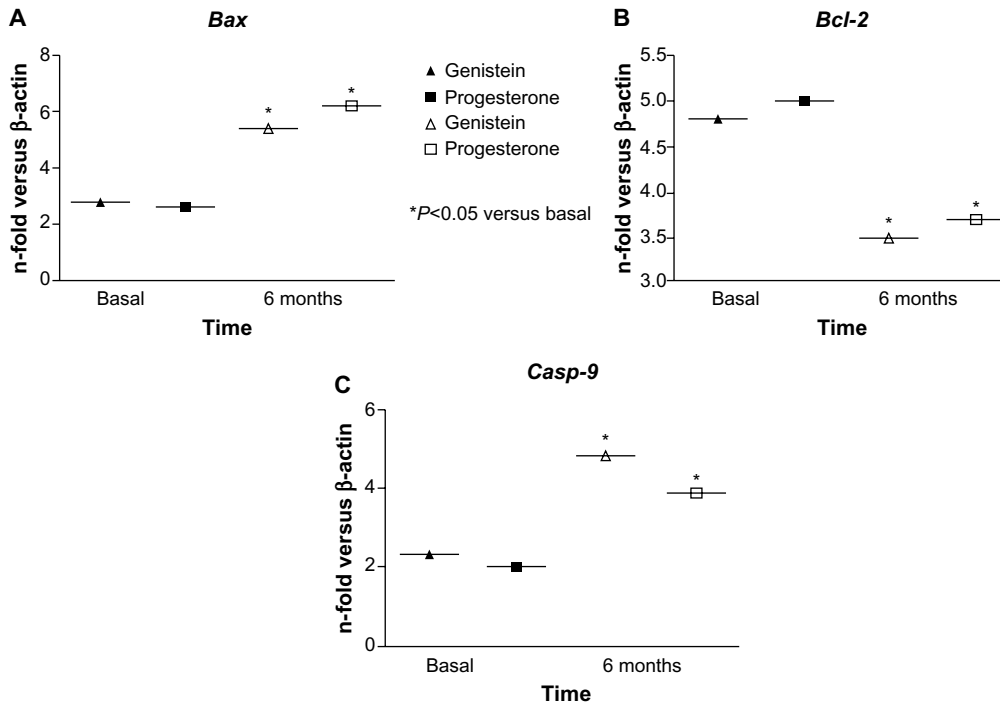 A
Bax
n-fold versus β-actin
8
6
4
2
0
*
*
Basal
6 months
Time
Genistein
Progesterone
Genistein
Progesterone
*P<0.05 versus basal
B
Bcl-2
n-fold versus β-actin
5.5
5.0
4.5
4.0
3.5
3.0
*
*
Basal
6 months
Time
C
Casp-9
n-fold versus β-actin
6
4
2
0
*
*
Basal
6 months
Time